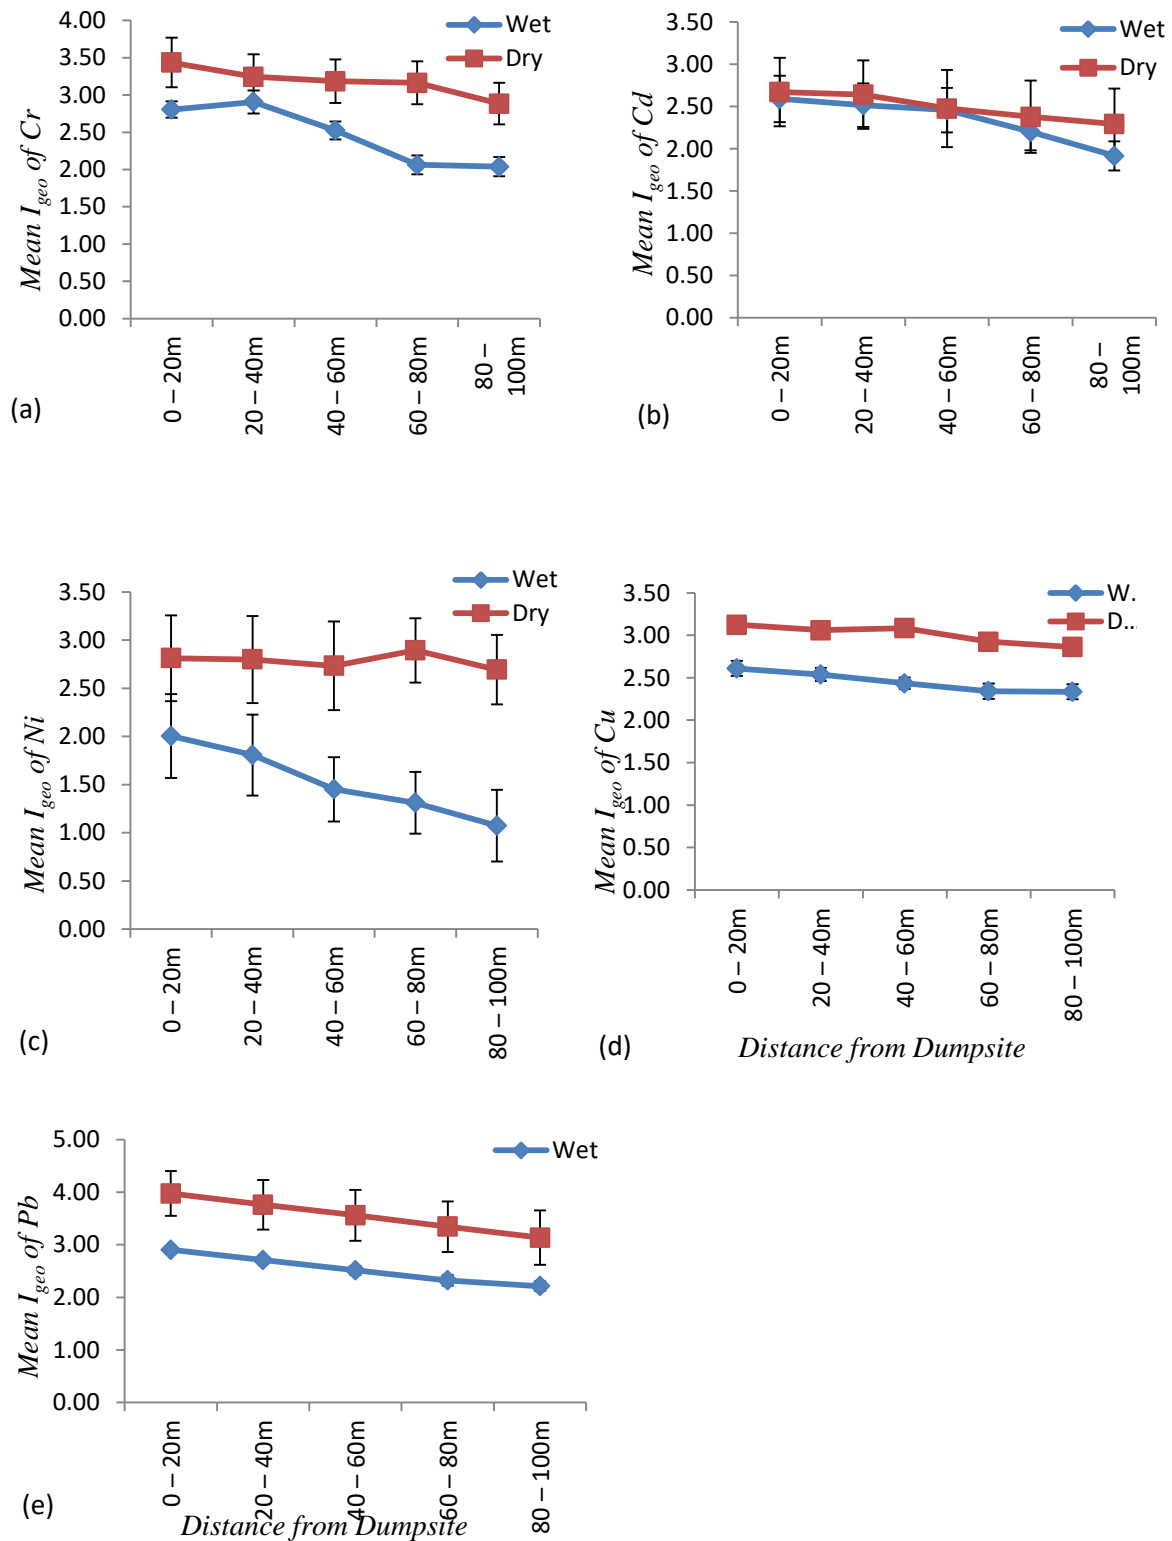 4.00
3.50
3.00
2.50
2.00
1.50
1.00
0.50
0.00
Mean Igeo of Cr
Wet
Dry
0 – 20m
20 – 40m
40 – 60m
60 – 80m
80 –
100m
(a)
3.50
3.00
2.50
2.00
1.50
1.00
0.50
0.00
Mean Igeo of Cd
Wet
Dry
0 – 20m
20 – 40m
40 – 60m
60 – 80m
80 –
100m
(b)
3.50
3.00
2.50
2.00
1.50
1.00
0.50
0.00
Mean Igeo of Ni
Wet
Dry
0 – 20m
20 – 40m
40 – 60m
60 – 80m
80 – 100m
(c)
3.50
3.00
2.50
2.00
1.50
1.00
0.50
0.00
Mean Igeo of Cu
W.
D...
0 – 20m
20 – 40m
40 – 60m
60 – 80m
80 – 100m
(d)
Distance from Dumpsite
5.00
4.00
3.00
2.00
1.00
0.00
Mean Igeo of Pb
Wet
0 – 20m
20 – 40m
40 – 60m
60 – 80m
80 – 100m
(e)
Distance from Dumpsite